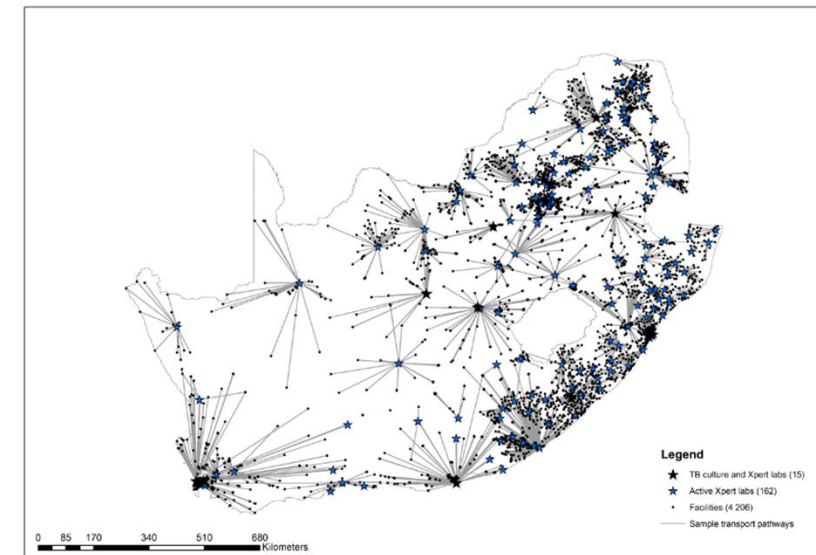 Legend
TB culture and Xpert labs (15)
Active Xpert labs (162)
Facilities (4 208)
Sample transport pathways
0 85 170 340 510 680
Kilometers